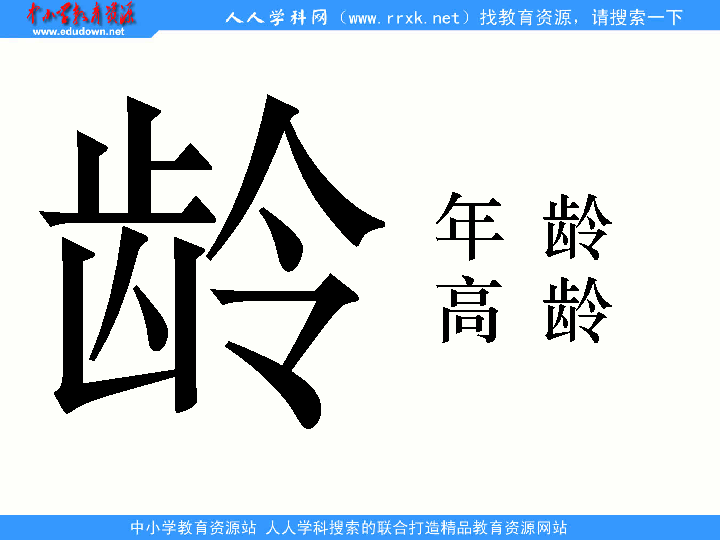 中小学教育资源
www.edudown.net
人人学科网（www.rrxk.net）找教育资源，请搜索一下
龄
年 龄
高 龄
中小学教育资源站 人人学科搜索的联合打造精品教育资源网站